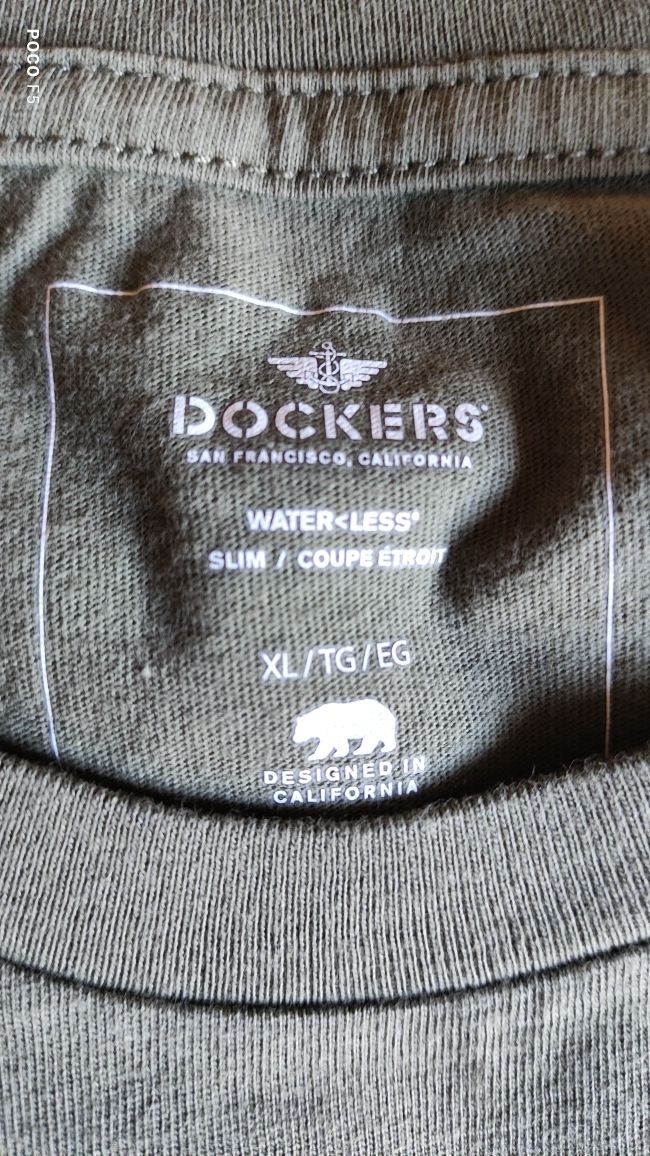 POCO F5
DOCKERS®
SAN FRANCISCO, CALIFORNIA
WATER<LESS®
SLIM / COUPE ÉTROIT
XL/TG/EG
DESIGNED IN
CALIFORNIA